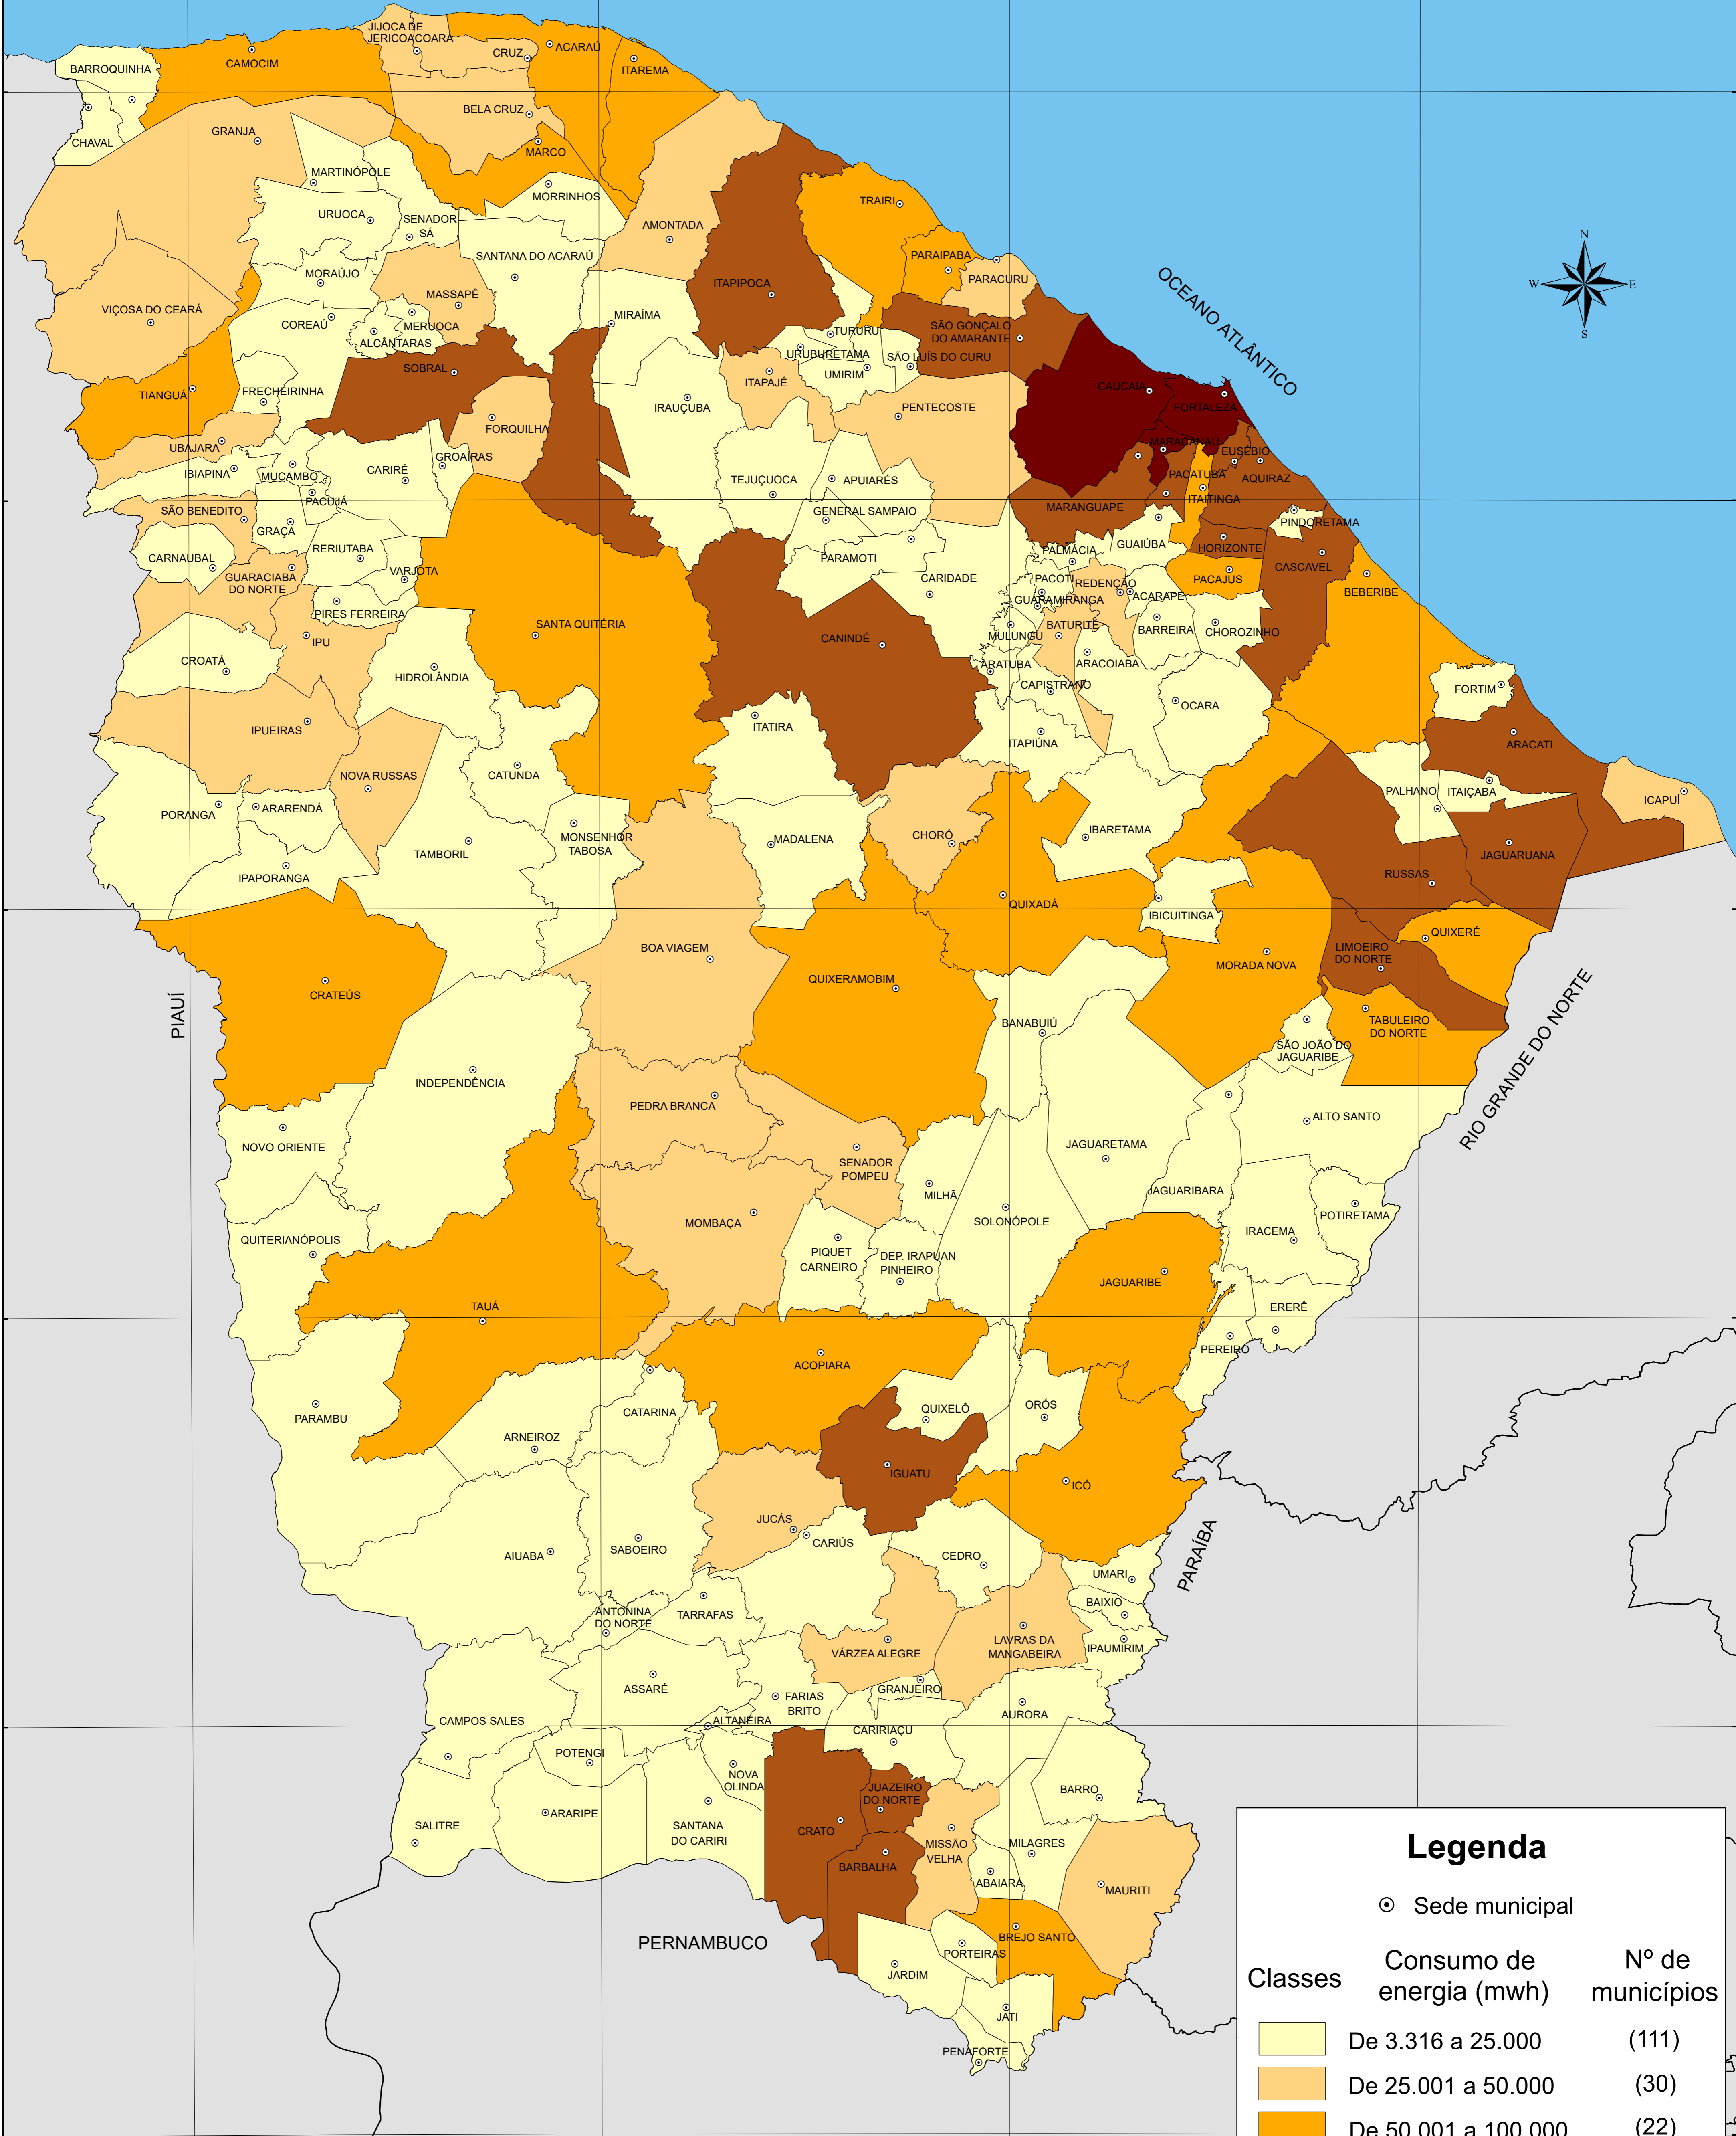 JIJOCA DE
JERICOACOARA
CRUZ
ACARAÚ
BARROQUINHA
CAMOCIM
ITAREMA
BELA CRUZ
GRANJA
CHAVAL
MARCO
MARTINÓPOLE
MORRINHOS
TRAIRI
URUOCA
SENADOR
SÁ
AMONTADA
N
PARAIPABA
SANTANA DO ACARAÚ
MORAÚJO
PARACURU
ITAPIPOCA
W
E
OCEANO ATLÂNTICO
MASSAPÊ
VIÇOSA DO CEARÁ
S
COREAÚ
MERUOCA
MIRAÍMA
SÃO GONÇALO
DO AMARANTE
TURURU
ALCÂNTARAS
URUBURETAMA
SÃO LUÍS DO CURU
SOBRAL
UMIRIM
ITAPAJÉ
CAUCAIA
FRECHEIRINHA
TIANGUÁ
IRAUÇUBA
PENTECOSTE
FORTALEZA
FORQUILHA
MARACANAÚ
UBAJARA
EUSÉBIO
GROAÍRAS
IBIAPINA
MUCAMBO
CARIRÉ
PACATUBA
AQUIRAZ
TEJUÇUOCA
APUIARÉS
PACUJÁ
ITAITINGA
SÃO BENEDITO
GENERAL SAMPAIO
MARANGUAPE
PINDORETAMA
GRAÇA
RERIUTABA
GUAIÚBA
HORIZONTE
CARNAUBAL
PARAMOTI
PALMÁCIA
CASCAVEL
VARJOTA
GUARACIABA
DO NORTE
CARIDADE
PACOTI
REDENÇÃO
PACAJUS
BEBERIBE
PIRES FERREIRA
GUARAMIRANGA
ACARAPE
SANTA QUITÉRIA
BATURITÉ
BARREIRA
CHOROZINHO
IPU
CANINDÉ
MULUNGU
CROATÁ
ARATUBA
ARACOIABA
HIDROLÂNDIA
CAPISTRANO
FORTIM
OCARA
IPUEIRAS
ITATIRA
ITAPIÚNA
ARACATI
NOVA RUSSAS
CATUNDA
PALHANO
ITAIÇABA
ICAPUÍ
PORANGA
ARARENDÁ
MONSENHOR
TABOSA
MADALENA
CHORÓ
IBARETAMA
TAMBORIL
JAGUARUANA
IPAPORANGA
RUSSAS
QUIXADÁ
IBICUITINGA
QUIXERÉ
BOA VIAGEM
LIMOEIRO
DO NORTE
MORADA NOVA
QUIXERAMOBIM
CRATEÚS
PIAUÍ
BANABUIÚ
TABULEIRO
DO NORTE
RIO GRANDE DO NORTE
SÃO JOÃO DO
JAGUARIBE
INDEPENDÊNCIA
PEDRA BRANCA
ALTO SANTO
NOVO ORIENTE
JAGUARETAMA
SENADOR
POMPEU
JAGUARIBARA
MILHÃ
MOMBAÇA
SOLONÓPOLE
POTIRETAMA
IRACEMA
QUITERIANÓPOLIS
PIQUET
CARNEIRO
DEP. IRAPUAN
PINHEIRO
JAGUARIBE
TAUÁ
ERERÊ
PEREIRO
ACOPIARA
QUIXELÔ
ORÓS
PARAMBU
CATARINA
ARNEIROZ
IGUATU
ICÓ
JUCÁS
CARIÚS
SABOEIRO
AIUABA
CEDRO
PARAÍBA
UMARI
BAIXIO
ANTONINA
DO NORTE
TARRAFAS
IPAUMIRIM
VÁRZEA ALEGRE
LAVRAS DA
MANGABEIRA
ASSARÉ
GRANJEIRO
FARIAS
BRITO
AURORA
CAMPOS SALES
ALTANEIRA
CARIRIAÇU
POTENGI
NOVA
OLINDA
JUAZEIRO
DO NORTE
BARRO
ARARIPE
SALITRE
SANTANA
DO CARIRI
CRATO
MISSÃO
VELHA
MILAGRES
BARBALHA
ABAIARA
MAURITI
BREJO SANTO
PERNAMBUCO
PORTEIRAS
JARDIM
JATI
PENAFORTE
Legenda
Sede municipal
Classes
Consumo de
energia (mwh)
Nº de
municípios
De 3.316 a 25.000 (111)
De 25.001 a 50.000 (30)
De 50.001 a 100.000 (22)